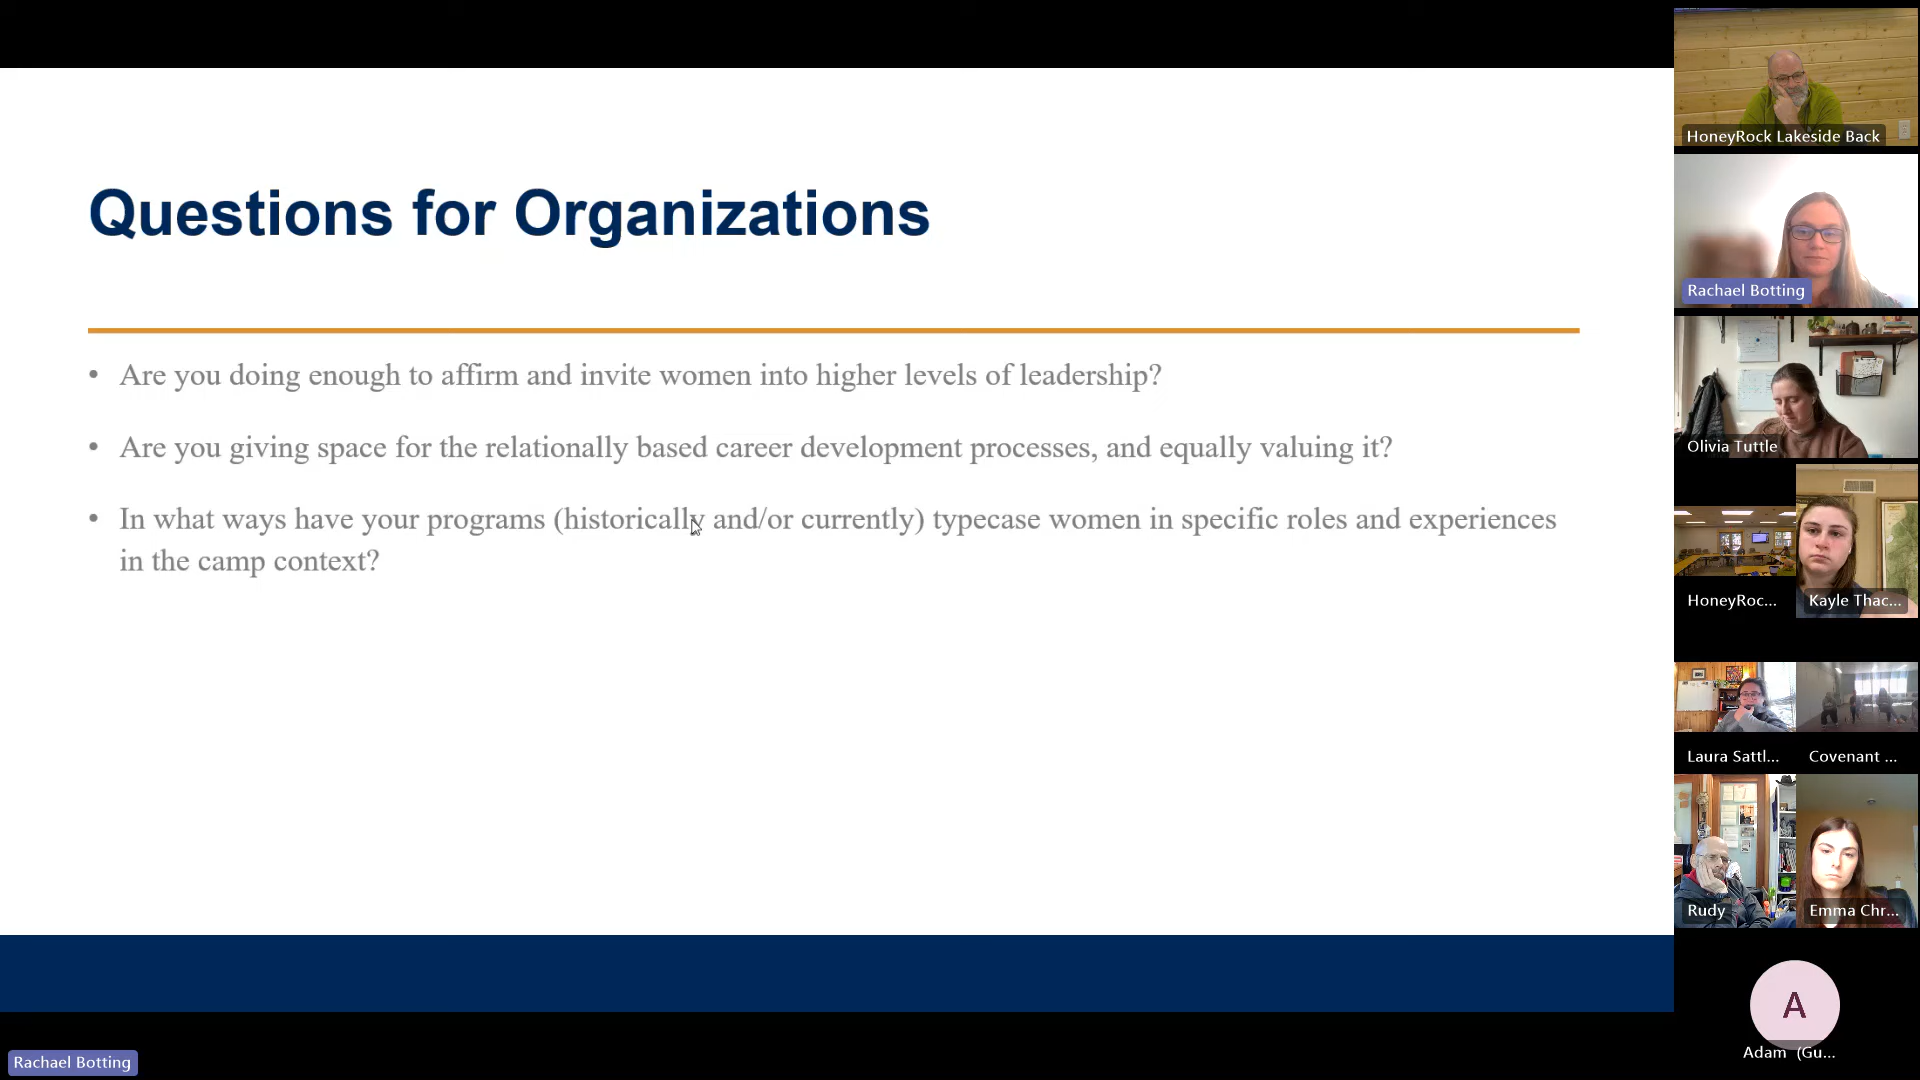 Questions for Organizations
• Are you doing enough to affirm and invite women into higher levels of leadership?
• Are you giving space for the relationally based career development processes, and equally valuing it?
• In what ways have your programs (historically and/or currently) typecase women in specific roles and experiences
in the camp context?
HoneyRock Lakeside Back
Rachael Botting
Olivia Tuttle
HoneyRoc...
Kayle Thac...
Laura Sattl...
Covenant ...
Rudy
Emma Chr...
A
Adam (Gu...
Rachael Botting